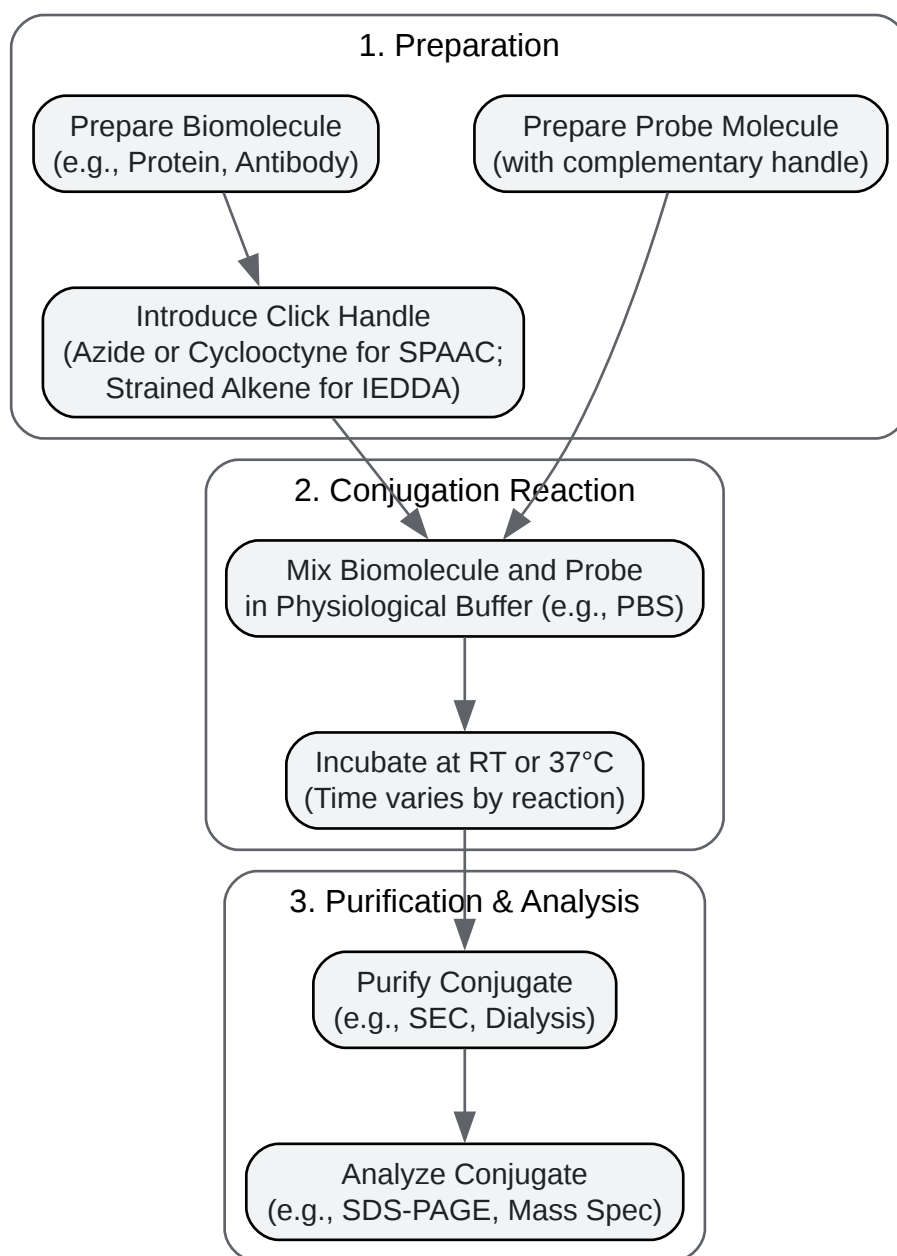 1. Preparation
Prepare Biomolecule
(e.g., Protein, Antibody)
Prepare Probe Molecule
(with complementary handle)
Introduce Click Handle
(Azide or Cyclooctyne for SPAAC;
Strained Alkene for IEDDA)
2. Conjugation Reaction
Mix Biomolecule and Probe
in Physiological Buffer (e.g., PBS)
Incubate at RT or 37°C
(Time varies by reaction)
3. Purification & Analysis
Purify Conjugate
(e.g., SEC, Dialysis)
Analyze Conjugate
(e.g., SDS-PAGE, Mass Spec)